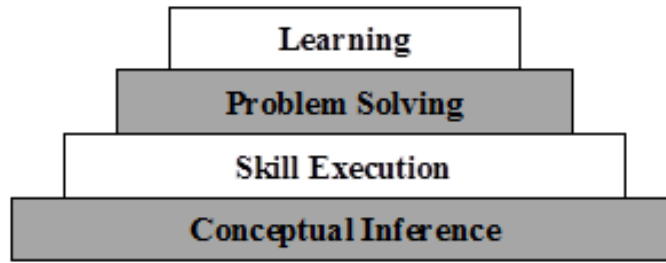 Learning
Problem Solving
Skill Execution
Conceptual Inference